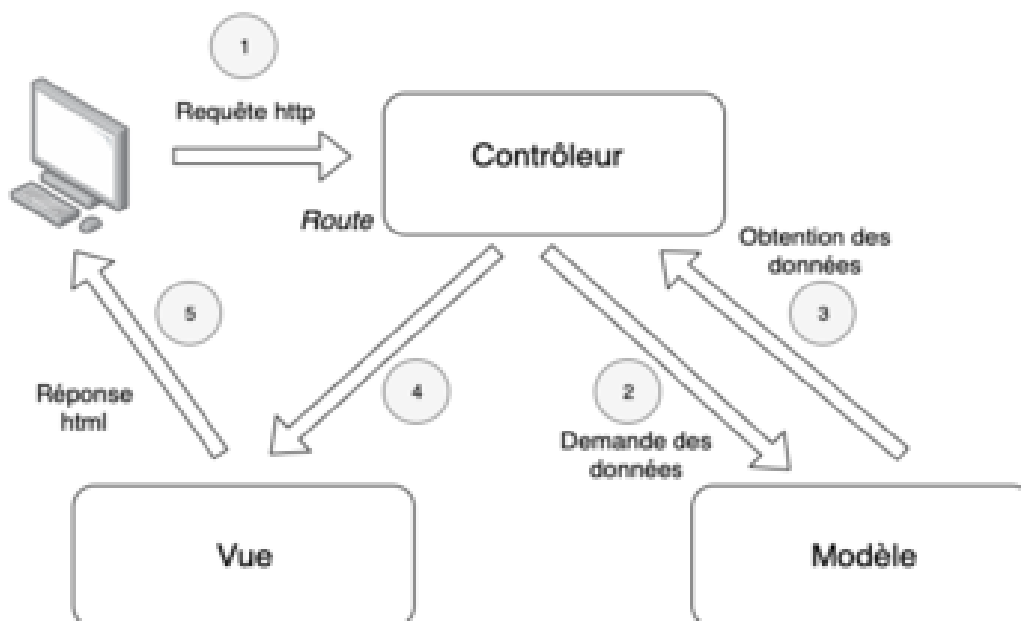 1
Requête http
Contrôleur
Route
Obtention des
données
5
3
4
2
Réponse
html
Demande des
données
Vue
Modèle